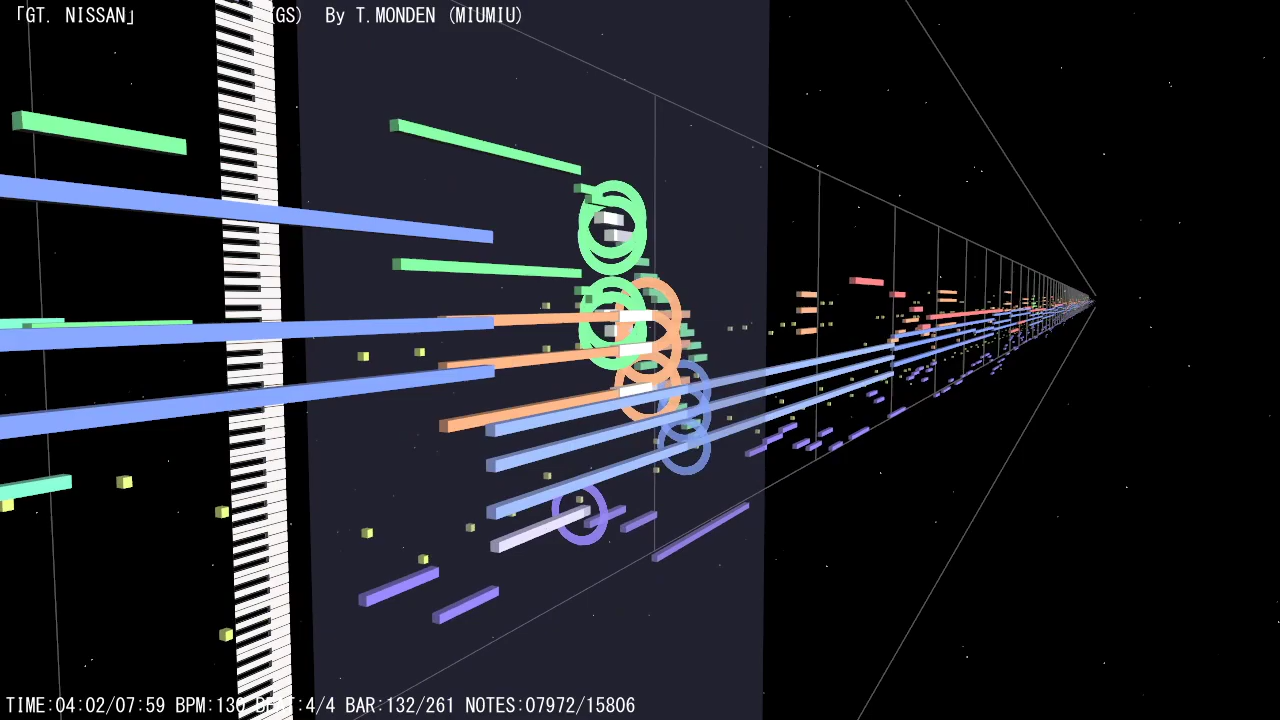 「GT. NISSAN」 (GS) By T.MONDEN (MIUMIU)
TIME:04:02/07:59 BPM:130 BEAT:4/4 BAR:132/261 NOTES:07972/15806